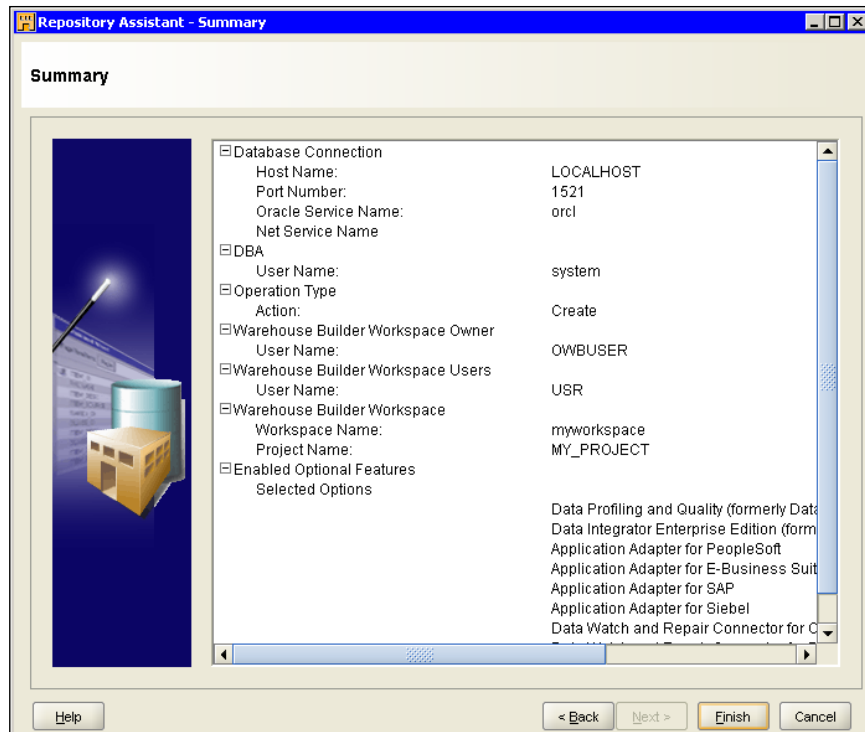 Repository Assistant - Summary
Summary
Database Connection
Host Name: LOCALHOST
Port Number: 1521
Oracle Service Name: orcl
Net Service Name
DBA
User Name: system
Operation Type
Action: Create
Warehouse Builder Workspace Owner
User Name: OWBUSER
Warehouse Builder Workspace Users
User Name: USR
Warehouse Builder Workspace
Workspace Name: myworkspace
Project Name: MY_PROJECT
Enabled Optional Features
Selected Options
Data Profiling and Quality (formerly Data
Data Integrator Enterprise Edition (form
Application Adapter for PeopleSoft
Application Adapter for E-Business Suit
Application Adapter for SAP
Application Adapter for Siebel
Data Watch and Repair Connector for
Help < Back Next > Finish Cancel